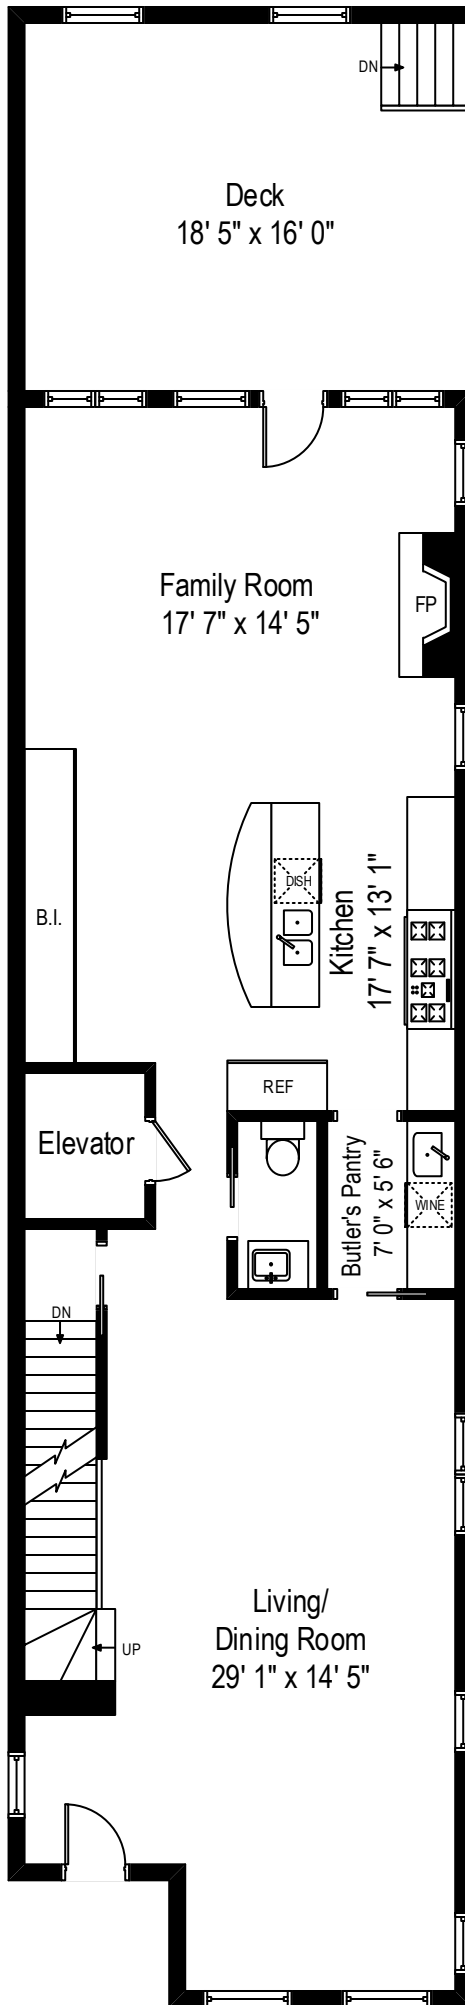 DN
Deck
18' 5" x 16' 0"
Family Room
17' 7" x 14' 5"
FP
B.I.
DISH
Kitchen
17' 7" x 13' 1"
REF
Elevator
Butler's Pantry
7' 0" x 5' 6"
WINE
DN
UP
Living/
Dining Room
29' 1" x 14' 5"